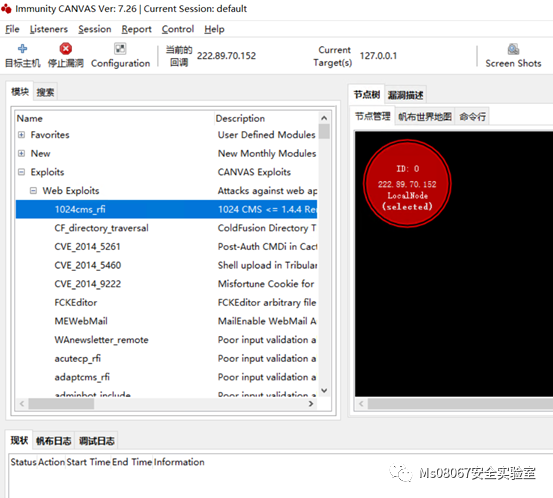 Immunity CANVAS Ver: 7.26 | Current Session: default
File Listeners Session Report Control Help
目标主机 停止漏洞 Configuration 当前的回调 222.89.70.152 Current Target(s) 127.0.0.1 Screen Shots
模块 搜索
Name Description
Favorites User Defined Modules
New New Monthly Modules
Exploits CANVAS Exploits
Web Exploits Attacks against web ap
1024cms_rfi 1024 CMS <= 1.4.4 Rer
CF_directory_traversal ColdFusion Directory T
CVE_2014_5261 Post-Auth CMDi in Cact
CVE_2014_5460 Shell upload in Tribular
CVE_2014_9222 Misfortune Cookie for
FCKEditor FCKEditor arbitrary file
MEWebMail MailEnable WebMail A
WAnewsletter_remote Poor input validation a
acutecp_rfi Poor input validation a
adaptcms_rfi Poor input validation a
adminbot_include Poor input validation a
节点树 漏洞描述
节点管理 帆布世界地图 命令行
ID: 0
222.89.70.152
LocalNode
(selected)
现状 帆布日志 调试日志
Status Action Start Time End Time Information
Ms08067安全实验室